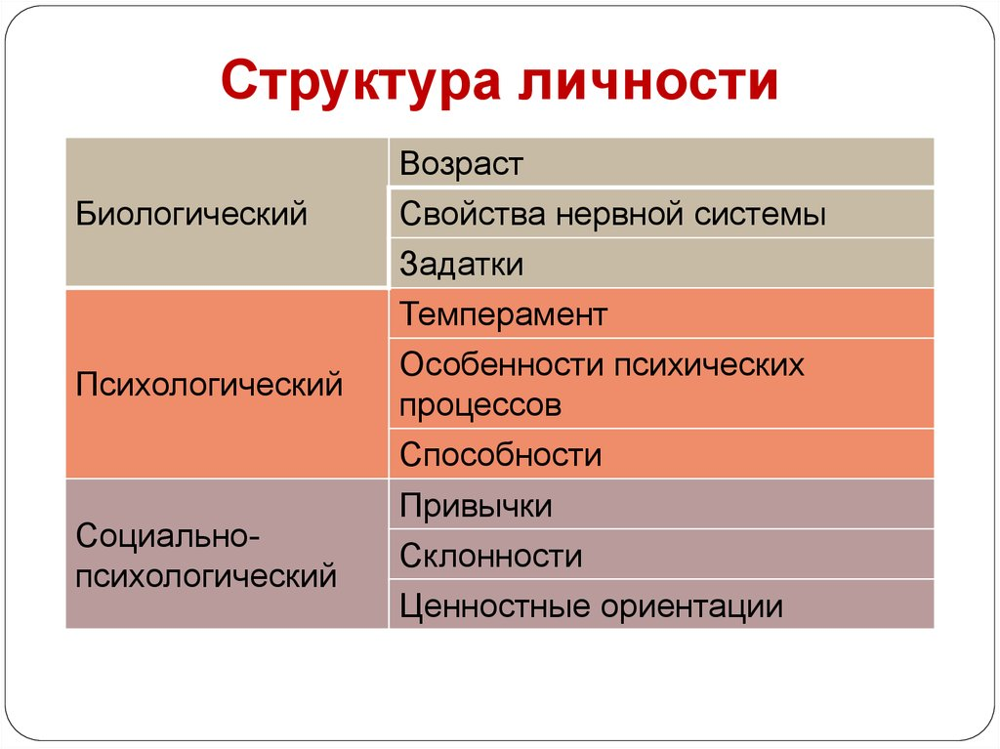 Структура личности
Возраст
Биологический
Свойства нервной системы
Задатки
Темперамент
Психологический
Особенности психических
процессов
Способности
Социально-
психологический
Привычки
Склонности
Ценностные ориентации